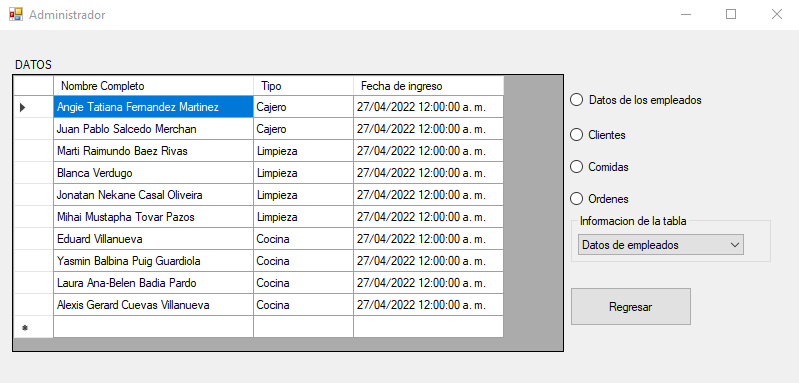 Administrador
DATOS
Nombre Completo Tipo Fecha de ingreso
Angie Tatiana Fernandez Martinez Cajero 27/04/2022 12:00:00 a. m.
Juan Pablo Salcedo Merchan Cajero 27/04/2022 12:00:00 a. m.
Marti Raimundo Baez Rivas Limpieza 27/04/2022 12:00:00 a. m.
Blanca Verdugo Limpieza 27/04/2022 12:00:00 a. m.
Jonatan Nekane Casal Oliveira Limpieza 27/04/2022 12:00:00 a. m.
Mihai Mustapha Tovar Pazos Limpieza 27/04/2022 12:00:00 a. m.
Eduard Villanueva Cocina 27/04/2022 12:00:00 a. m.
Yasmin Balbina Puig Guardiola Cocina 27/04/2022 12:00:00 a. m.
Laura Ana-Belen Badia Pardo Cocina 27/04/2022 12:00:00 a. m.
Alexis Gerard Cuevas Villanueva Cocina 27/04/2022 12:00:00 a. m.
Datos de los empleados
Clientes
Comidas
Ordenes
Informacion de la tabla
Datos de empleados
Regresar